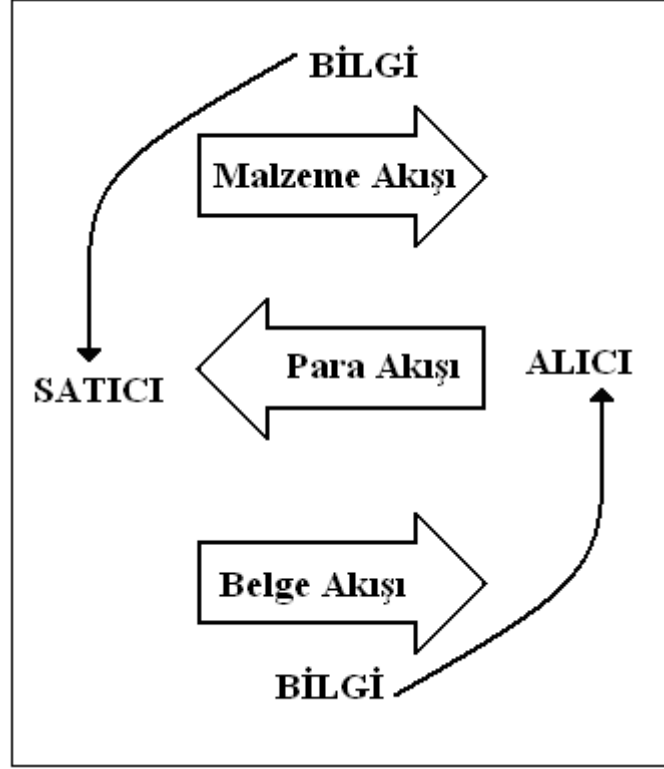 BİLGİ
Malzeme Akışı
Para Akışı
ALICI
SATICI
Belge Akışı
BİLGİ